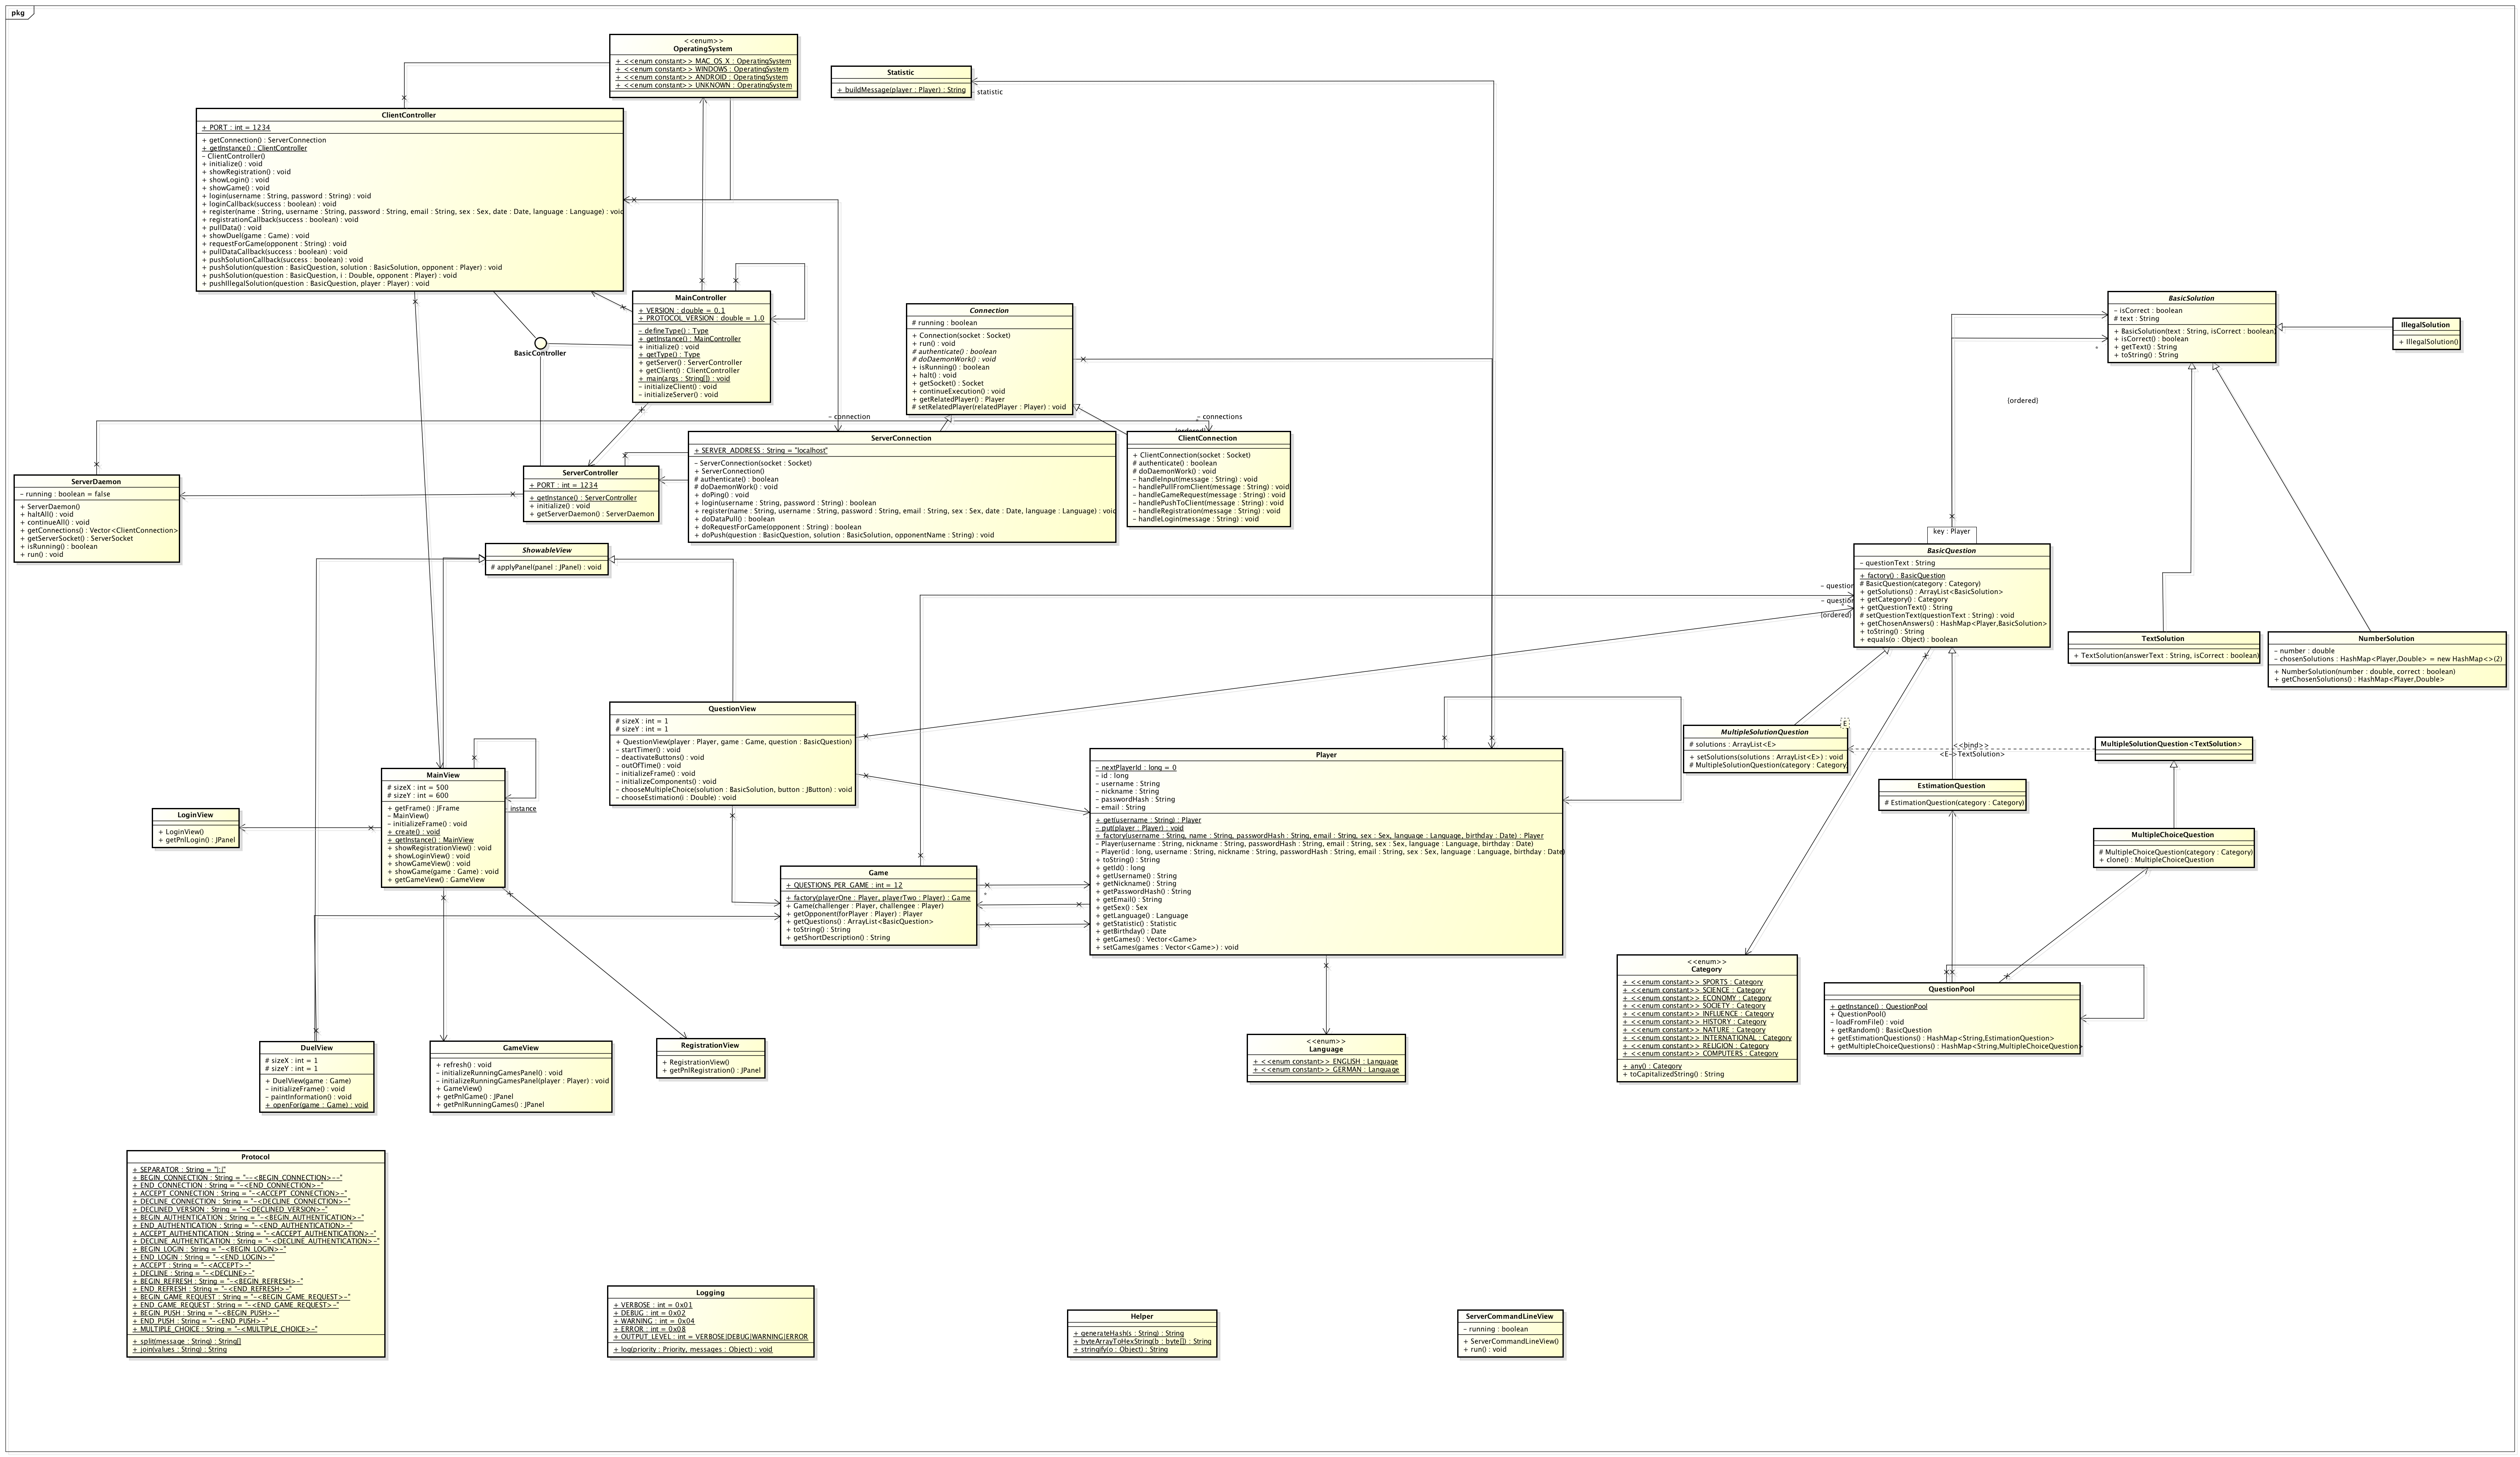 pkg
<<enum>>
OperatingSystem
+ <<enum constant>> MAC_OS_X : OperatingSystem
+ <<enum constant>> WINDOWS : OperatingSystem
+ <<enum constant>> ANDROID : OperatingSystem
+ <<enum constant>> UNKNOWN : OperatingSystem
Statistic
+ buildMessage(player : Player) : String
- statistic
ClientController
+ PORT : int = 1234
+ getConnection() : ServerConnection
+ getInstance() : ClientController
- ClientController()
+ initialize() : void
+ showRegistration() : void
+ showLogin() : void
+ showGame() : void
+ login(username : String, password : String) : void
+ loginCallback(success : boolean) : void
+ register(name : String, username : String, password : String, email : String, sex : Sex, date : Date, language : Language) : void
+ registrationCallback(success : boolean) : void
+ pullData() : void
+ showDuel(game : Game) : void
+ requestForGame(opponent : String) : void
+ pullDataCallback(success : boolean) : void
+ pushSolutionCallback(success : boolean) : void
+ pushSolution(question : BasicQuestion, solution : BasicSolution, opponent : Player) : void
+ pushSolution(question : BasicQuestion, i : Double, opponent : Player) : void
+ pushIllegalSolution(question : BasicQuestion, player : Player) : void
MainController
+ VERSION : double = 0.1
+ PROTOCOL_VERSION : double = 1.0
- defineType() : Type
+ getInstance() : MainController
+ initialize() : void
+ getType() : Type
+ getServer() : ServerController
+ getClient() : ClientController
+ main(args : String[]) : void
- initializeClient() : void
- initializeServer() : void
BasicController
Connection
# running : boolean
+ Connection(socket : Socket)
+ run() : void
# authenticate() : boolean
# doDaemonWork() : void
+ isRunning() : boolean
+ halt() : void
+ getSocket() : Socket
+ continueExecution() : void
+ getRelatedPlayer() : Player
# setRelatedPlayer(relatedPlayer : Player) : void
BasicSolution
- isCorrect : boolean
# text : String
+ BasicSolution(text : String, isCorrect : boolean)
+ isCorrect() : boolean
+ getText() : String
+ toString() : String
*
IllegalSolution
+ IllegalSolution()
{ordered}
- connection
- connections
{ordered}
ServerConnection
+ SERVER_ADDRESS : String = "localhost"
- ServerConnection(socket : Socket)
+ ServerConnection()
# authenticate() : boolean
# doDaemonWork() : void
+ doPing() : void
+ login(username : String, password : String) : boolean
+ register(name : String, username : String, password : String, email : String, sex : Sex, date : Date, language : Language) : void
+ doDataPull() : boolean
+ doRequestForGame(opponent : String) : boolean
+ doPush(question : BasicQuestion, solution : BasicSolution, opponentName : String) : void
ClientConnection
+ ClientConnection(socket : Socket)
# authenticate() : boolean
# doDaemonWork() : void
- handleInput(message : String) : void
- handlePullFromClient(message : String) : void
- handleGameRequest(message : String) : void
- handlePushToClient(message : String) : void
- handleRegistration(message : String) : void
- handleLogin(message : String) : void
ServerController
+ PORT : int = 1234
+ getInstance() : ServerController
+ initialize() : void
+ getServerDaemon() : ServerDaemon
ServerDaemon
- running : boolean = false
+ ServerDaemon()
+ haltAll() : void
+ continueAll() : void
+ getConnections() : Vector<ClientConnection>
+ getServerSocket() : ServerSocket
+ isRunning() : boolean
+ run() : void
ShowableView
# applyPanel(panel : JPanel) : void
key : Player
BasicQuestion
- questionText : String
+ factory() : BasicQuestion
# BasicQuestion(category : Category)
+ getSolutions() : ArrayList<BasicSolution>
+ getCategory() : Category
+ getQuestionText() : String
# setQuestionText(questionText : String) : void
+ getChosenAnswers() : HashMap<Player,BasicSolution>
+ toString() : String
+ equals(o : Object) : boolean
- question
- question
{ordered}
TextSolution
+ TextSolution(answerText : String, isCorrect : boolean)
NumberSolution
- number : double
- chosenSolutions : HashMap<Player,Double> = new HashMap<>(2)
+ NumberSolution(number : double, correct : boolean)
+ getChosenSolutions() : HashMap<Player,Double>
QuestionView
# sizeX : int = 1
# sizeY : int = 1
+ QuestionView(player : Player, game : Game, question : BasicQuestion)
- startTimer() : void
- deactivateButtons() : void
- outOfTime() : void
- initializeFrame() : void
- initializeComponents() : void
- chooseMultipleChoice(solution : BasicSolution, button : JButton) : void
- chooseEstimation(i : Double) : void
E
MultipleSolutionQuestion
# solutions : ArrayList<E>
+ setSolutions(solutions : ArrayList<E>) : void
# MultipleSolutionQuestion(category : Category)
<<bind>>
<E->TextSolution>
MultipleSolutionQuestion<TextSolution>
Player
- nextPlayerId : long = 0
- id : long
- username : String
- nickname : String
- passwordHash : String
- email : String
+ get(username : String) : Player
- put(player : Player) : void
+ factory(username : String, name : String, passwordHash : String, email : String, sex : Sex, language : Language, birthday : Date) : Player
- Player(username : String, nickname : String, passwordHash : String, email : String, sex : Sex, language : Language, birthday : Date)
- Player(id : long, username : String, nickname : String, passwordHash : String, email : String, sex : Sex, language : Language, birthday : Date)
+ toString() : String
+ getId() : long
+ getUsername() : String
+ getNickname() : String
+ getPasswordHash() : String
+ getEmail() : String
+ getSex() : Sex
+ getLanguage() : Language
+ getStatistic() : Statistic
+ getBirthday() : Date
+ getGames() : Vector<Game>
+ setGames(games : Vector<Game>) : void
MainView
# sizeX : int = 500
# sizeY : int = 600
+ getFrame() : JFrame
- MainView()
- initializeFrame() : void
+ create() : void
+ getInstance() : MainView
+ showRegistrationView() : void
+ showLoginView() : void
+ showGameView() : void
+ showGame(game : Game) : void
+ getGameView() : GameView
instance
LoginView
+ LoginView()
+ getPnlLogin() : JPanel
EstimationQuestion
# EstimationQuestion(category : Category)
MultipleChoiceQuestion
# MultipleChoiceQuestion(category : Category)
+ clone() : MultipleChoiceQuestion
Game
+ QUESTIONS_PER_GAME : int = 12
+ factory(playerOne : Player, playerTwo : Player) : Game
+ Game(challenger : Player, challengee : Player)
+ getOpponent(forPlayer : Player) : Player
+ getQuestions() : ArrayList<BasicQuestion>
+ toString() : String
+ getShortDescription() : String
*
<<enum>>
Category
+ <<enum constant>> SPORTS : Category
+ <<enum constant>> SCIENCE : Category
+ <<enum constant>> ECONOMY : Category
+ <<enum constant>> SOCIETY : Category
+ <<enum constant>> INFLUENCE : Category
+ <<enum constant>> HISTORY : Category
+ <<enum constant>> NATURE : Category
+ <<enum constant>> INTERNATIONAL : Category
+ <<enum constant>> RELIGION : Category
+ <<enum constant>> COMPUTERS : Category
+ any() : Category
+ toCapitalizedString() : String
QuestionPool
+ getInstance() : QuestionPool
+ QuestionPool()
- loadFromFile() : void
+ getRandom() : BasicQuestion
+ getEstimationQuestions() : HashMap<String,EstimationQuestion>
+ getMultipleChoiceQuestions() : HashMap<String,MultipleChoiceQuestion>
DuelView
# sizeX : int = 1
# sizeY : int = 1
+ DuelView(game : Game)
- initializeFrame() : void
- paintInformation() : void
+ openFor(game : Game) : void
GameView
+ refresh() : void
- initializeRunningGamesPanel() : void
- initializeRunningGamesPanel(player : Player) : void
+ GameView()
+ getPnlGame() : JPanel
+ getPnlRunningGames() : JPanel
RegistrationView
+ RegistrationView()
+ getPnlRegistration() : JPanel
<<enum>>
Language
+ <<enum constant>> ENGLISH : Language
+ <<enum constant>> GERMAN : Language
Protocol
+ SEPARATOR : String = "|:|"
+ BEGIN_CONNECTION : String = "--<BEGIN_CONNECTION>--"
+ END_CONNECTION : String = "-<END_CONNECTION>-"
+ ACCEPT_CONNECTION : String = "-<ACCEPT_CONNECTION>-"
+ DECLINE_CONNECTION : String = "-<DECLINE_CONNECTION>-"
+ DECLINED_VERSION : String = "-<DECLINED_VERSION>-"
+ BEGIN_AUTHENTICATION : String = "-<BEGIN_AUTHENTICATION>-"
+ END_AUTHENTICATION : String = "-<END_AUTHENTICATION>-"
+ ACCEPT_AUTHENTICATION : String = "-<ACCEPT_AUTHENTICATION>-"
+ DECLINE_AUTHENTICATION : String = "-<DECLINE_AUTHENTICATION>-"
+ BEGIN_LOGIN : String = "-<BEGIN_LOGIN>-"
+ END_LOGIN : String = "-<END_LOGIN>-"
+ ACCEPT : String = "-<ACCEPT>-"
+ DECLINE : String = "-<DECLINE>-"
+ BEGIN_REFRESH : String = "-<BEGIN_REFRESH>-"
+ END_REFRESH : String = "-<END_REFRESH>-"
+ BEGIN_GAME_REQUEST : String = "-<BEGIN_GAME_REQUEST>-"
+ END_GAME_REQUEST : String = "-<END_GAME_REQUEST>-"
+ BEGIN_PUSH : String = "-<BEGIN_PUSH>-"
+ END_PUSH : String = "-<END_PUSH>-"
+ MULTIPLE_CHOICE : String = "-<MULTIPLE_CHOICE>-"
+ split(message : String) : String[]
+ join(values : String) : String
Logging
+ VERBOSE : int = 0x01
+ DEBUG : int = 0x02
+ WARNING : int = 0x04
+ ERROR : int = 0x08
+ OUTPUT_LEVEL : int = VERBOSE|DEBUG|WARNING|ERROR
+ log(priority : Priority, messages : Object) : void
Helper
+ generateHash(s : String) : String
+ byteArrayToHexString(b : byte[]) : String
+ stringify(o : Object) : String
ServerCommandLineView
- running : boolean
+ ServerCommandLineView()
+ run() : void